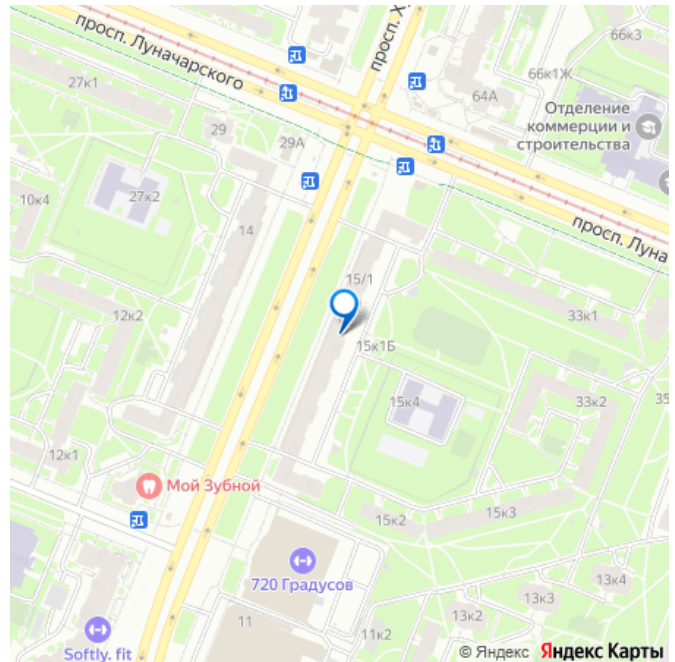 просп. Луначарского
просп. Х
66к3
27к1
66к1Ж
64А
Отделение
коммерции и
строительства
29
29А
10к4
27к2
14
просп. Луна
15/1
12к2
33к1
15к1Б
15к4
33к2
35
12к1
Мой Зубной
15к2
15к3
720 Градусов
13к4
13к3
13к2
11
11к2
Softly. fit
© Яндекс Яндекс Карты